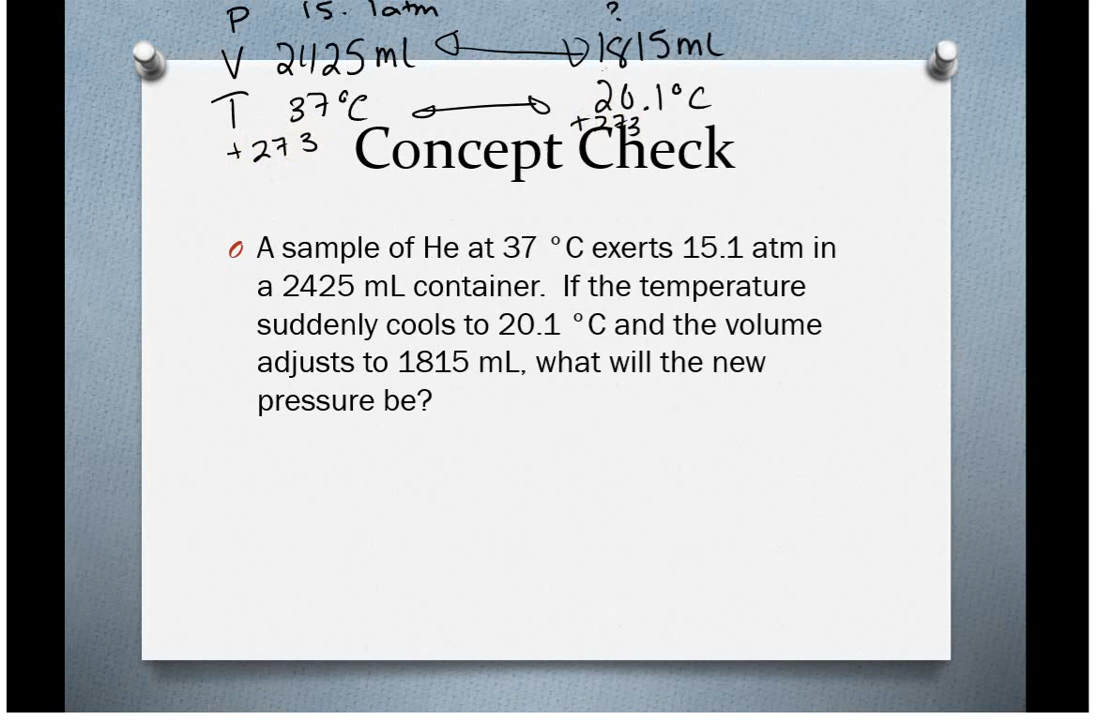 P 15.1atm ?
V 2425 mL 1815mL
T 37°C 20.1°C
+273 +273
Concept Check
A sample of He at 37 °C exerts 15.1 atm in
a 2425 mL container. If the temperature
suddenly cools to 20.1 °C and the volume
adjusts to 1815 mL, what will the new
pressure be?